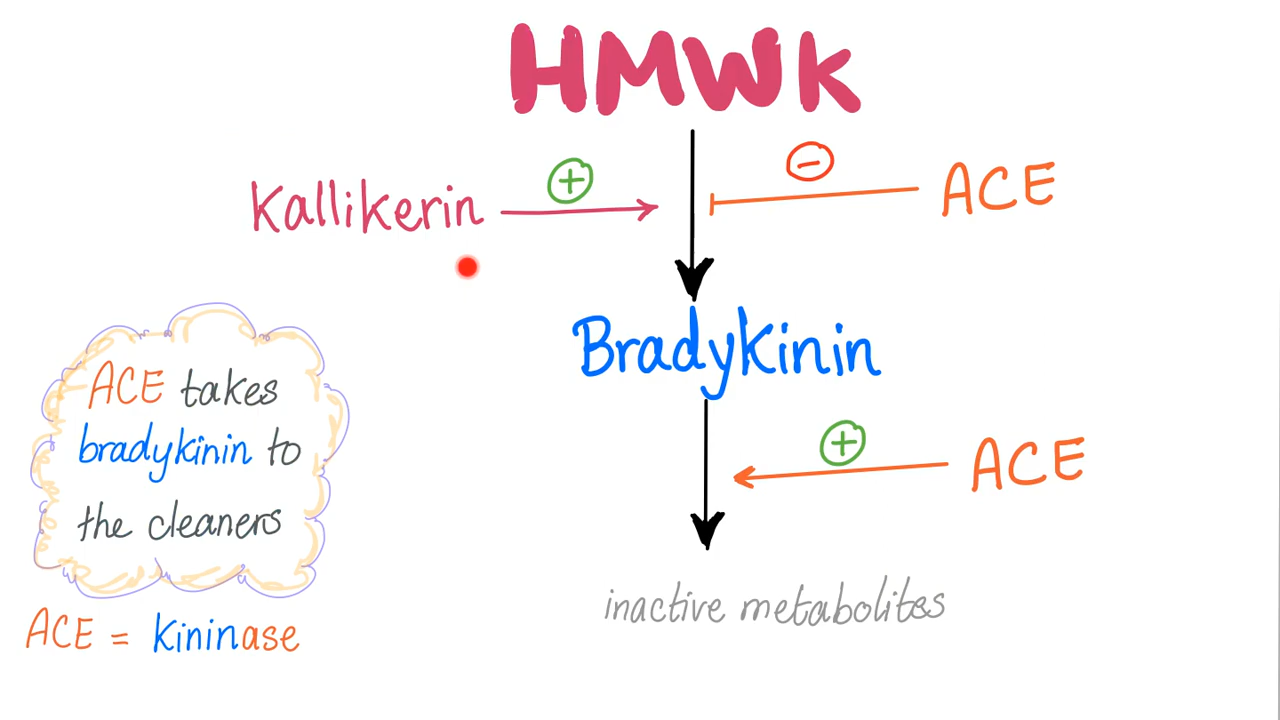 HMWK
Kallikerin
+
−
ACE
Bradykinin
ACE takes
bradykinin to
the cleaners
+
ACE
inactive metabolites
ACE = Kininase